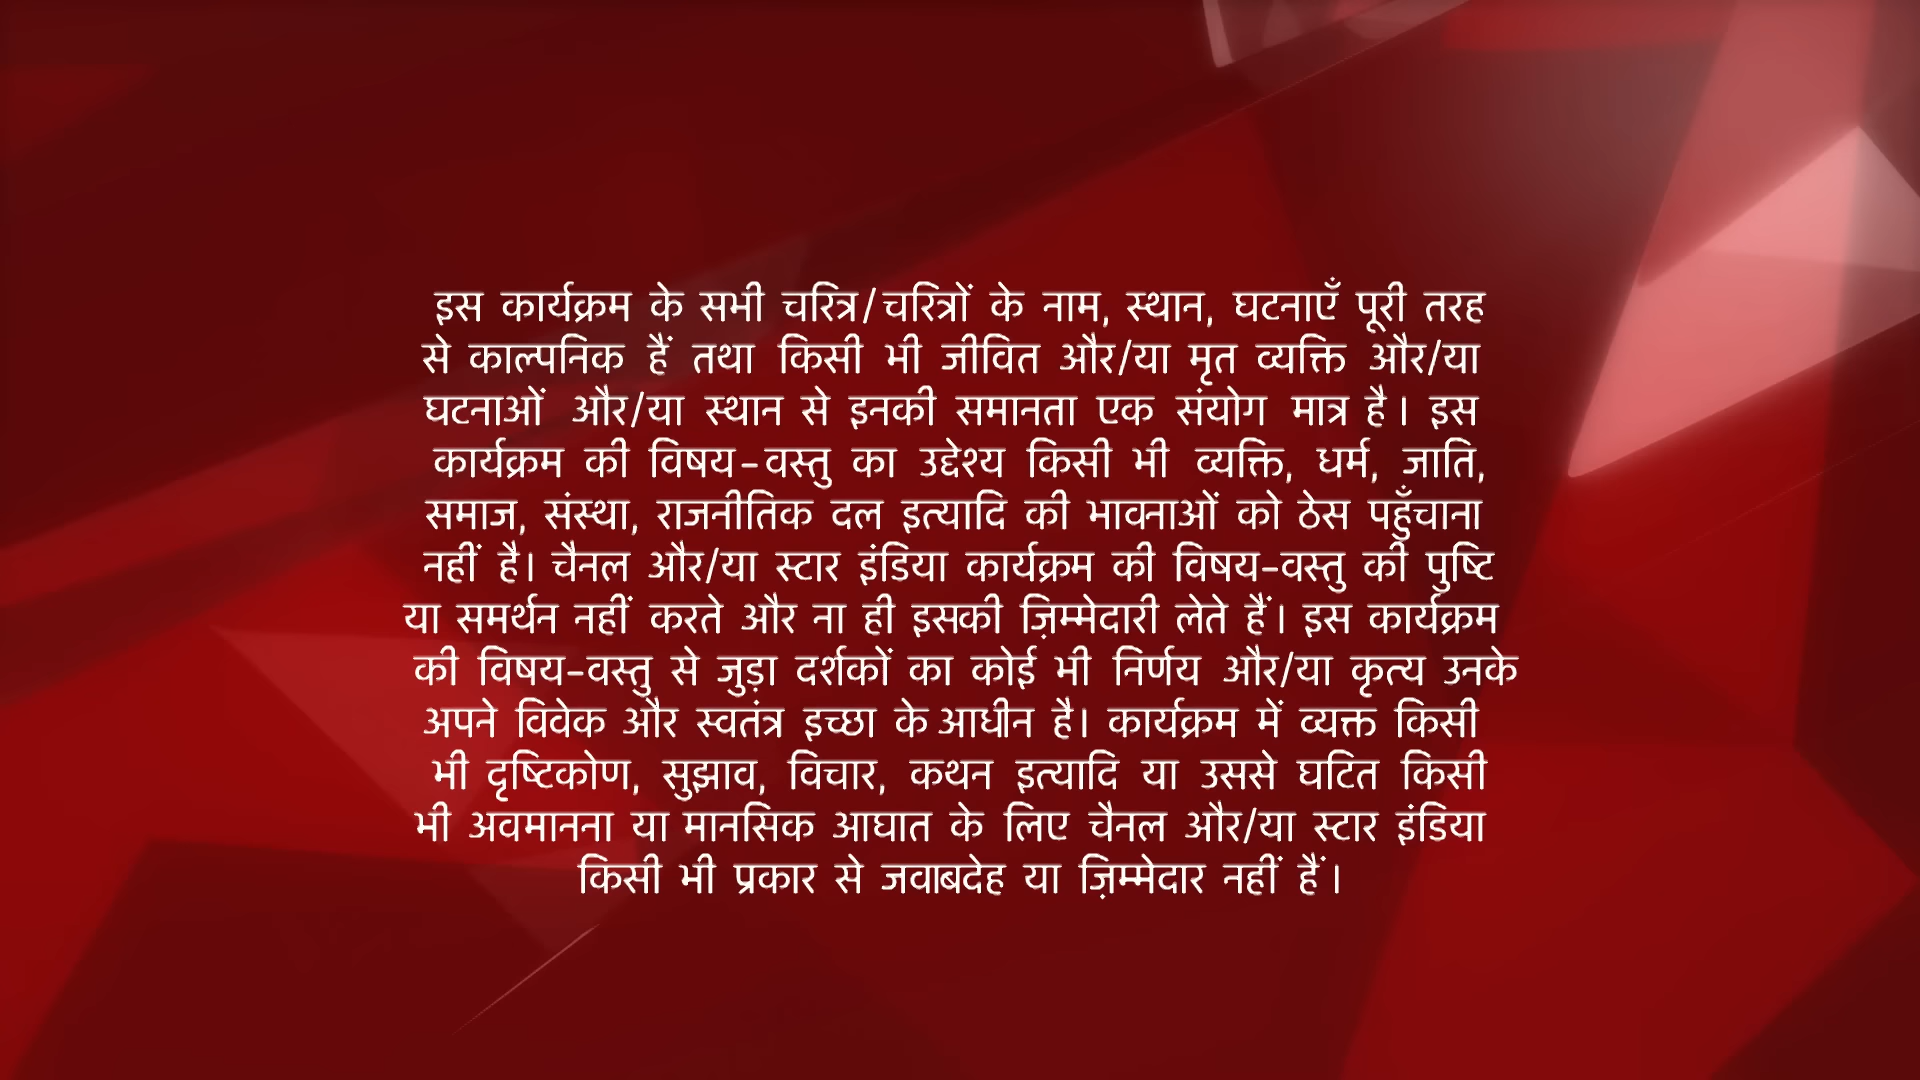 इस कार्यक्रम के सभी चरित्र/चरित्रों के नाम, स्थान, घटनाएँ पूरी तरह
से काल्पनिक हैं तथा किसी भी जीवित और/या मृत व्यक्ति और/या
घटनाओं और/या स्थान से इनकी समानता एक संयोग मात्र है। इस
कार्यक्रम की विषय-वस्तु का उद्देश्य किसी भी व्यक्ति, धर्म, जाति,
समाज, संस्था, राजनीतिक दल इत्यादि की भावनाओं को ठेस पहुँचाना
नहीं है। चैनल और/या स्टार इंडिया कार्यक्रम की विषय-वस्तु की पुष्टि
या समर्थन नहीं करते और ना ही इसकी ज़िम्मेदारी लेते हैं। इस कार्यक्रम
की विषय-वस्तु से जुड़ा दर्शकों का कोई भी निर्णय और/या कृत्य उनके
अपने विवेक और स्वतंत्र इच्छा के आधीन है। कार्यक्रम में व्यक्त किसी
भी दृष्टिकोण, सुझाव, विचार, कथन इत्यादि या उससे घटित किसी
भी अवमानना या मानसिक आघात के लिए चैनल और/या स्टार इंडिया
किसी भी प्रकार से जवाबदेह या ज़िम्मेदार नहीं हैं।